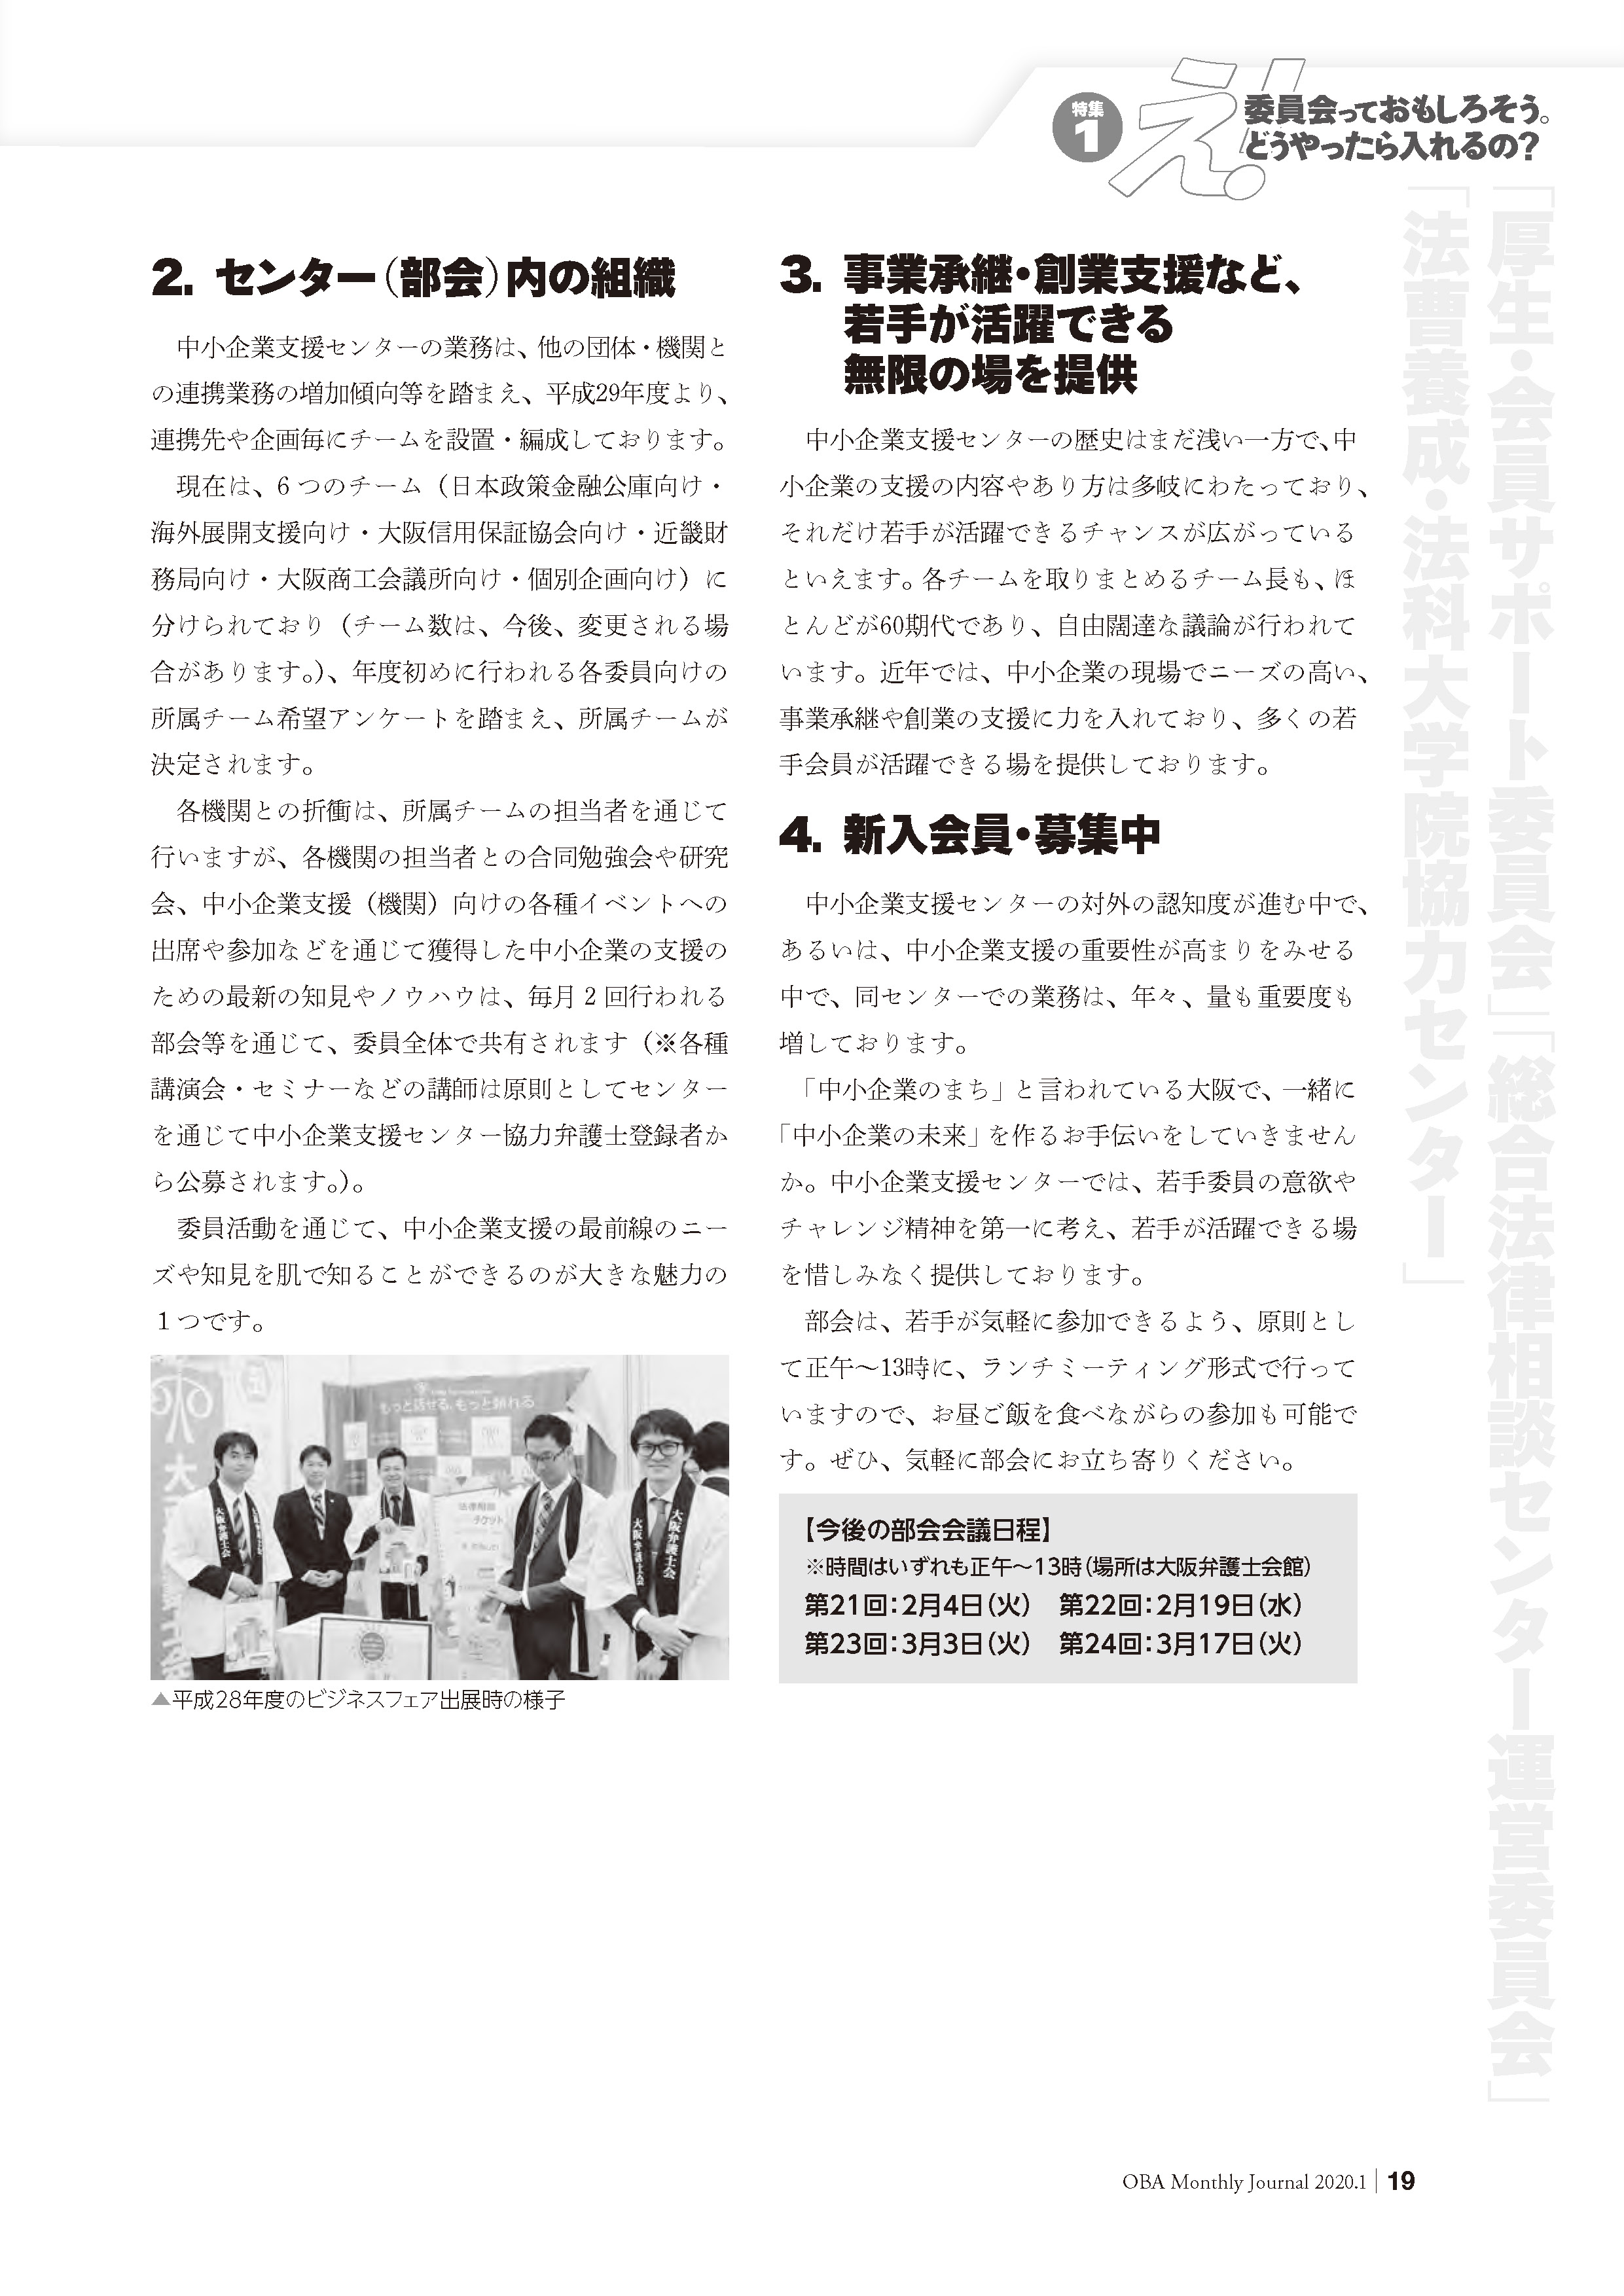 特集
1
え!
委員会っておもしろそう。
どうやったら入れるの?
2. センター(部会)内の組織
中小企業支援センターの業務は、他の団体・機関と
の連携業務の増加傾向等を踏まえ、平成29年度より、
連携先や企画毎にチームを設置・編成しております。
現在は、6つのチーム(日本政策金融公庫向け・
海外展開支援向け・大阪信用保証協会向け・近畿財
務局向け・大阪商工会議所向け・個別企画向け)に
分けられており(チーム数は、今後、変更される場
合があります。)、年度初めに行われる各委員向けの
所属チーム希望アンケートを踏まえ、所属チームが
決定されます。
各機関との折衝は、所属チームの担当者を通じて
行いますが、各機関の担当者との合同勉強会や研究
会、中小企業支援(機関)向けの各種イベントへの
出席や参加などを通じて獲得した中小企業の支援の
ための最新の知見やノウハウは、毎月2回行われる
部会等を通じて、委員全体で共有されます(※各種
講演会・セミナーなどの講師は原則としてセンター
を通じて中小企業支援センター協力弁護士登録者か
ら公募されます。)。
委員活動を通じて、中小企業支援の最前線のニー
ズや知見を肌で知ることができるのが大きな魅力の
1つです。
もっと話せる、もっと頼れる
法律相談
チケット
大阪弁護士会
大阪弁護士会
大阪弁護士会
▲平成28年度のビジネスフェア出展時の様子
3. 事業承継・創業支援など、
若手が活躍できる
無限の場を提供
中小企業支援センターの歴史はまだ浅い一方で、中
小企業の支援の内容やあり方は多岐にわたっており、
それだけ若手が活躍できるチャンスが広がっている
といえます。各チームを取りまとめるチーム長も、ほ
とんどが60期代であり、自由闊達な議論が行われて
います。近年では、中小企業の現場でニーズの高い、
事業承継や創業の支援に力を入れており、多くの若
手会員が活躍できる場を提供しております。
4. 新入会員・募集中
中小企業支援センターの対外の認知度が進む中で、
あるいは、中小企業支援の重要性が高まりをみせる
中で、同センターでの業務は、年々、量も重要度も
増しております。
「中小企業のまち」と言われている大阪で、一緒に
「中小企業の未来」を作るお手伝いをしていきません
か。中小企業支援センターでは、若手委員の意欲や
チャレンジ精神を第一に考え、若手が活躍できる場
を惜しみなく提供しております。
部会は、若手が気軽に参加できるよう、原則とし
て正午〜13時に、ランチミーティング形式で行って
いますので、お昼ご飯を食べながらの参加も可能で
す。ぜひ、気軽に部会にお立ち寄りください。
【今後の部会会議日程】
※時間はいずれも正午〜13時(場所は大阪弁護士会館)
第21回:2月4日(火) 第22回:2月19日(水)
第23回:3月3日(火) 第24回:3月17日(火)
「厚生・会員サポート委員会」「総合法律相談センター運営委員会」
「法曹養成・法科大学院協力センター」
OBA Monthly Journal 2020.1 | 19